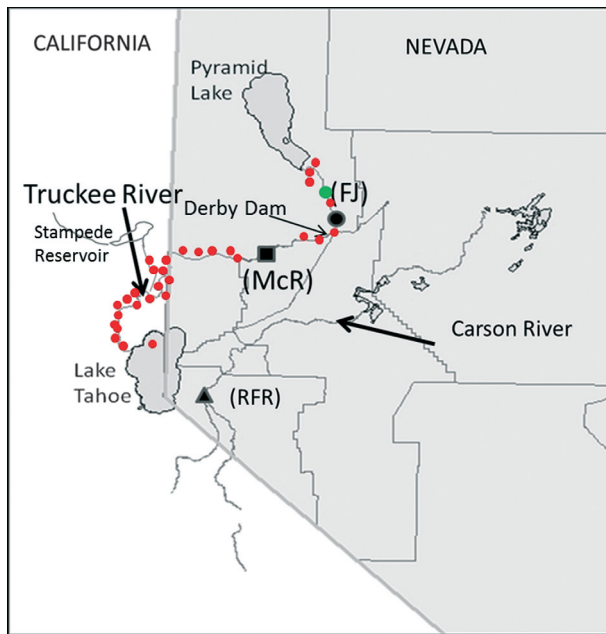 CALIFORNIA
NEVADA
Pyramid
Lake
(FJ)
Truckee River
Derby Dam
Stampede
Reservoir
(McR)
Carson River
Lake
Tahoe
(RFR)